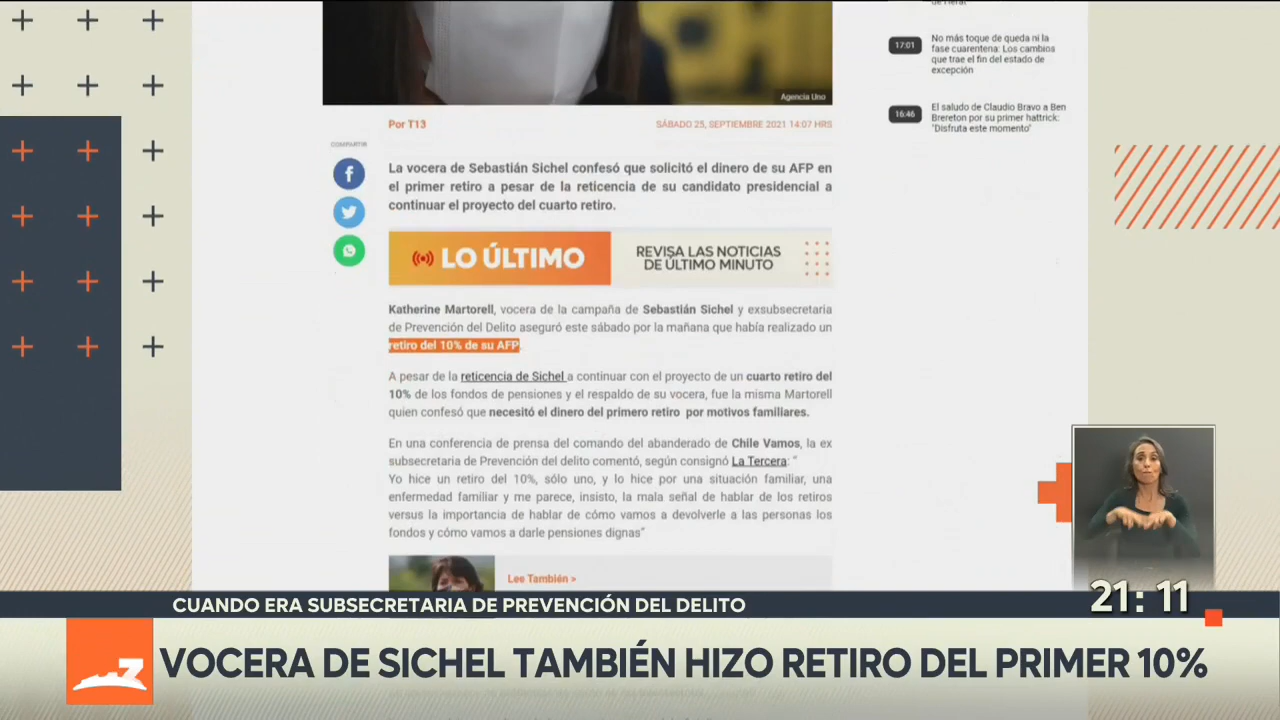 de Herat
17:01
No más toque de queda ni la
fase cuarentena: Los cambios
que trae el fin del estado de
excepción
16:46
El saludo de Claudio Bravo a Ben
Brereton por su primer hattrick:
"Disfruta este momento"
Agencia Uno
Por T13
SÁBADO 25, SEPTIEMBRE 2021 14:07 HRS
COMPARTIR
La vocera de Sebastián Sichel confesó que solicitó el dinero de su AFP en
el primer retiro a pesar de la reticencia de su candidato presidencial a
continuar el proyecto del cuarto retiro.
LO ÚLTIMO
REVISA LAS NOTICIAS
DE ÚLTIMO MINUTO
Katherine Martorell, vocera de la campaña de Sebastián Sichel y exsubsecretaria
de Prevención del Delito aseguró este sábado por la mañana que había realizado un
retiro del 10% de su AFP.
A pesar de la reticencia de Sichel a continuar con el proyecto de un cuarto retiro del
10% de los fondos de pensiones y el respaldo de su vocera, fue la misma Martorell
quien confesó que necesitó el dinero del primero retiro por motivos familiares.
En una conferencia de prensa del comando del abanderado de Chile Vamos, la ex
subsecretaria de Prevención del delito comentó, según consignó La Tercera: "
Yo hice un retiro del 10%, sólo uno, y lo hice por una situación familiar, una
enfermedad familiar y me parece, insisto, la mala señal de hablar de los retiros
versus la importancia de hablar de cómo vamos a devolverle a las personas los
fondos y cómo vamos a darle pensiones dignas"
Lee También >
CUANDO ERA SUBSECRETARIA DE PREVENCIÓN DEL DELITO
21:11
VOCERA DE SICHEL TAMBIÉN HIZO RETIRO DEL PRIMER 10%